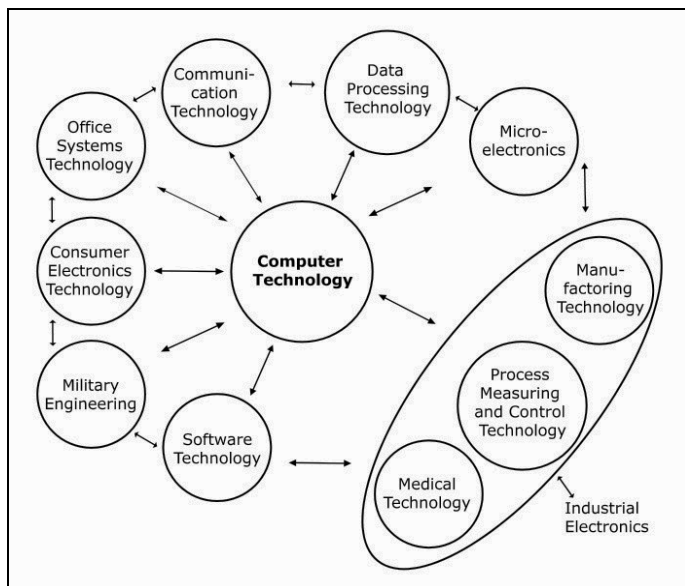 Communi-
cation
Technology
Data
Processing
Technology
Office
Systems
Technology
Micro-
electronics
Consumer
Electronics
Technology
Computer
Technology
Manu-
factoring
Technology
Military
Engineering
Process
Measuring
and Control
Technology
Software
Technology
Medical
Technology
Industrial
Electronics